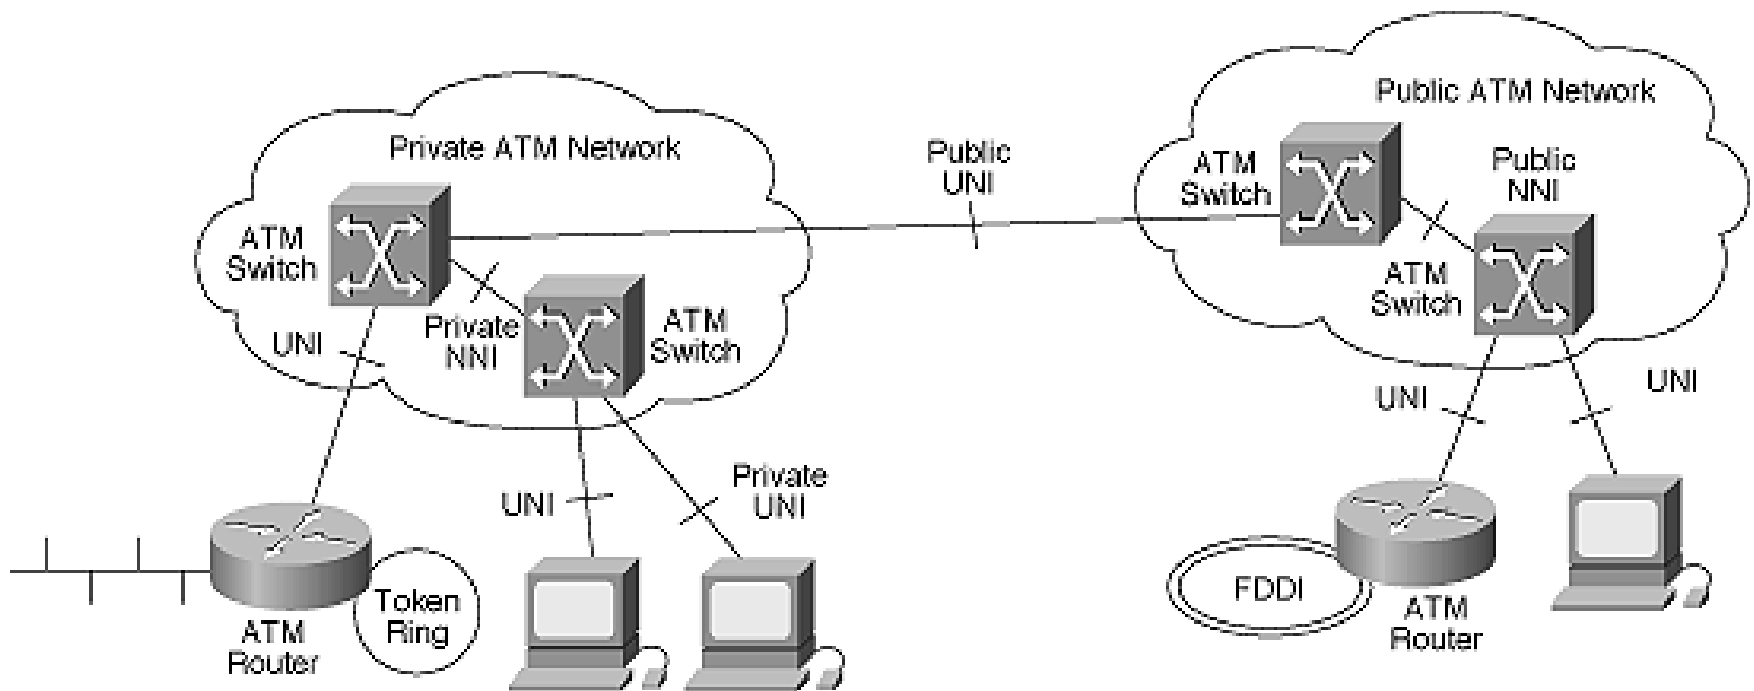 Public ATM Network
Private ATM Network
Public
UNI
ATM
Switch
Public
NNI
ATM
Switch
ATM
Switch
Private
NNI
ATM
Switch
UNI
UNI
UNI
UNI
Private
UNI
Token
Ring
ATM
Router
FDDI
ATM
Router